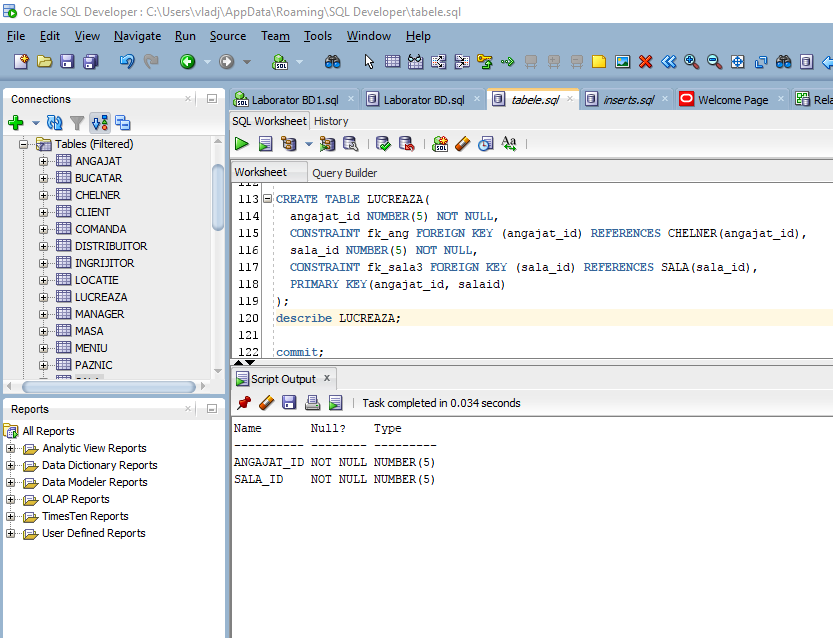 Oracle SQL Developer : C:\Users\vladj\AppData\Roaming\SQL Developer\tabele.sql
File Edit View Navigate Run Source Team Tools Window Help
Connections
Tables (Filtered)
ANGAJAT
BUCATAR
CHELNER
CLIENT
COMANDA
DISTRIBUITOR
INGRIJITOR
LOCATIE
LUCREAZA
MANAGER
MASA
MENIU
PAZNIC
Reports
All Reports
Analytic View Reports
Data Dictionary Reports
Data Modeler Reports
OLAP Reports
TimesTen Reports
User Defined Reports
Laborator BD1.sql Laborator BD.sql tabele.sql inserts.sql Welcome Page Rela
SQL Worksheet History
Worksheet Query Builder
112
113 CREATE TABLE LUCREAZA(
114 angajat_id NUMBER(5) NOT NULL,
115 CONSTRAINT fk_ang FOREIGN KEY (angajat_id) REFERENCES CHELNER(angajat_id),
116 sala_id NUMBER(5) NOT NULL,
117 CONSTRAINT fk_sala3 FOREIGN KEY (sala_id) REFERENCES SALA(sala_id),
118 PRIMARY KEY(angajat_id, salaid)
119 );
120 describe LUCREAZA;
121
122 commit;
Script Output x
Task completed in 0.034 seconds
Name Null? Type
---------- -------- ---------
ANGAJAT_ID NOT NULL NUMBER(5)
SALA_ID NOT NULL NUMBER(5)